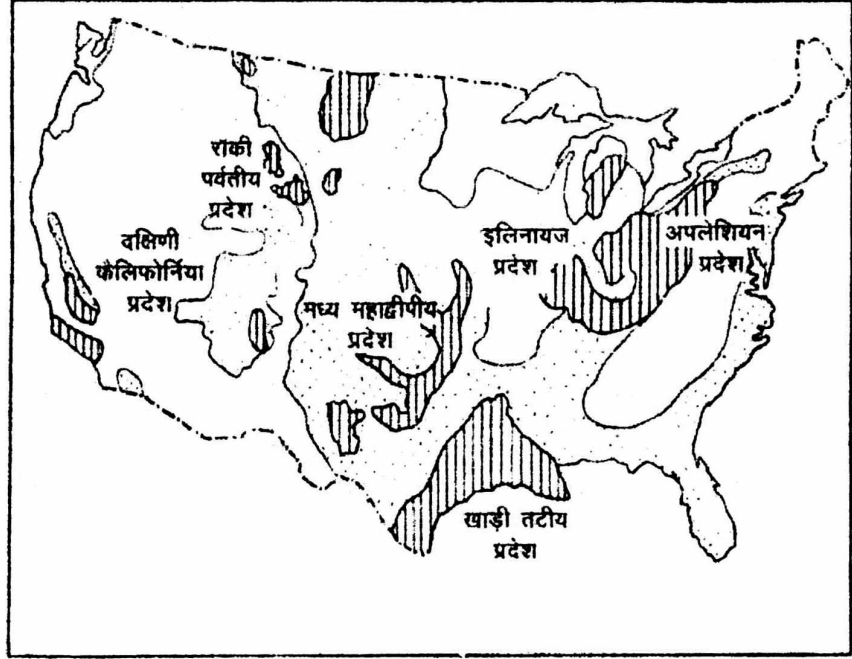 रॉकी
पर्वतीय
प्रदेश
दक्षिणी
कैलिफोर्निया
प्रदेश
इलिनायज
प्रदेश
अपलेशियन
प्रदेश
मध्य महाद्वीपीय
प्रदेश
खाड़ी तटीय
प्रदेश